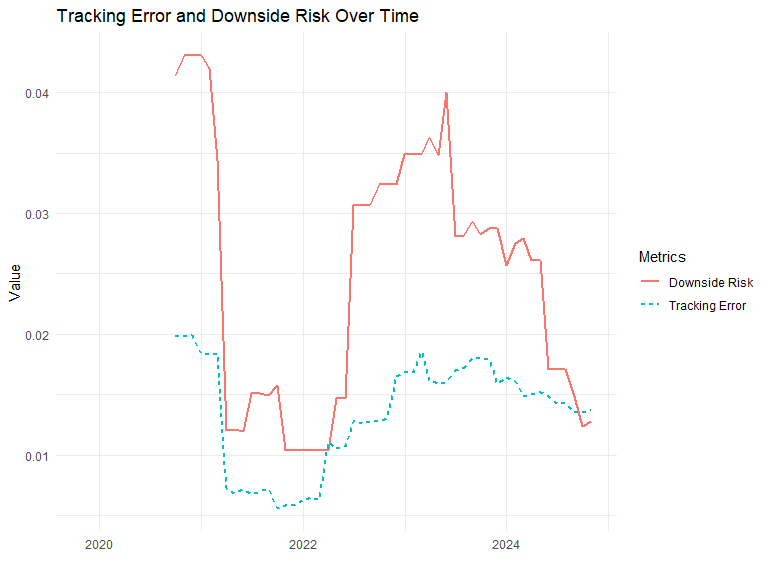 Tracking Error and Downside Risk Over Time
Value
0.04
0.03
0.02
0.01
2020 2022 2024
Metrics
Downside Risk
Tracking Error